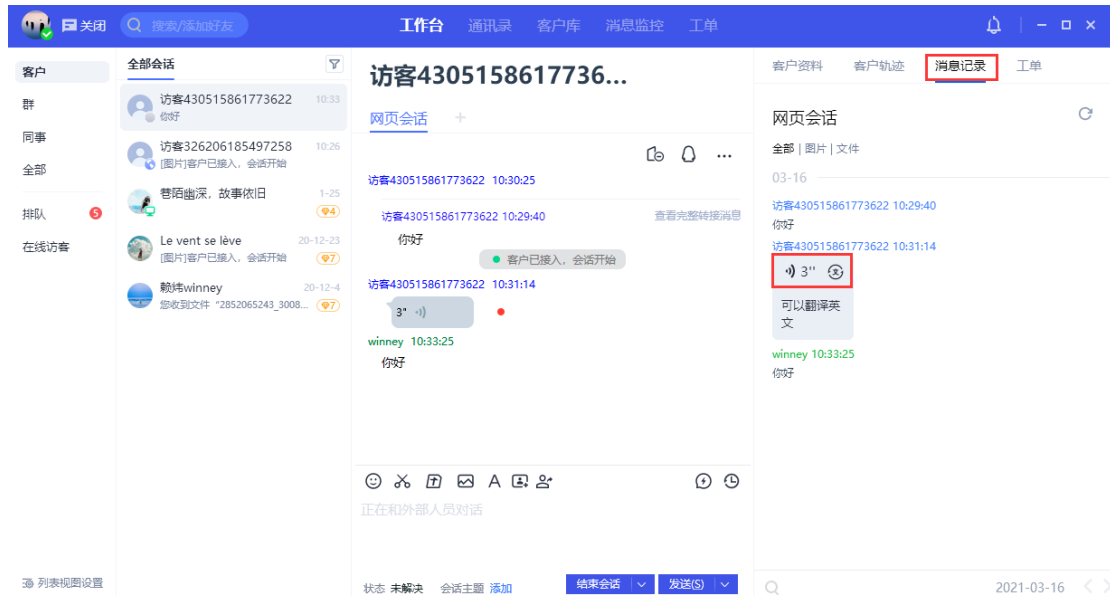 关闭
搜索/添加好友
工作台 通讯录 客户库 消息监控 工单
客户
群
同事
全部
排队 5
在线访客
列表视图设置
全部会话
访客430515861773622 10:33
你好
访客326206185497258 10:26
[图片]客户已接入，会话开始
巷陌幽深，故事依旧 1-25
4
Le vent se lève 20-12-23
[图片]客户已接入，会话开始 7
赖炜winney 20-12-4
您收到文件 “2852065243_3008... 7
访客4305158617736...
网页会话 +
访客430515861773622 10:30:25
访客430515861773622 10:29:40 查看完整转接消息
你好
客户已接入，会话开始
访客430515861773622 10:31:14
3"
winney 10:33:25
你好
正在和外部人员对话
状态 未解决 会话主题 添加 结束会话 发送(S)
客户资料 客户轨迹 消息记录 工单
网页会话
全部 | 图片 | 文件
03-16
访客430515861773622 10:29:40
你好
访客430515861773622 10:31:14
3''
可以翻译英
文
winney 10:33:25
你好
2021-03-16